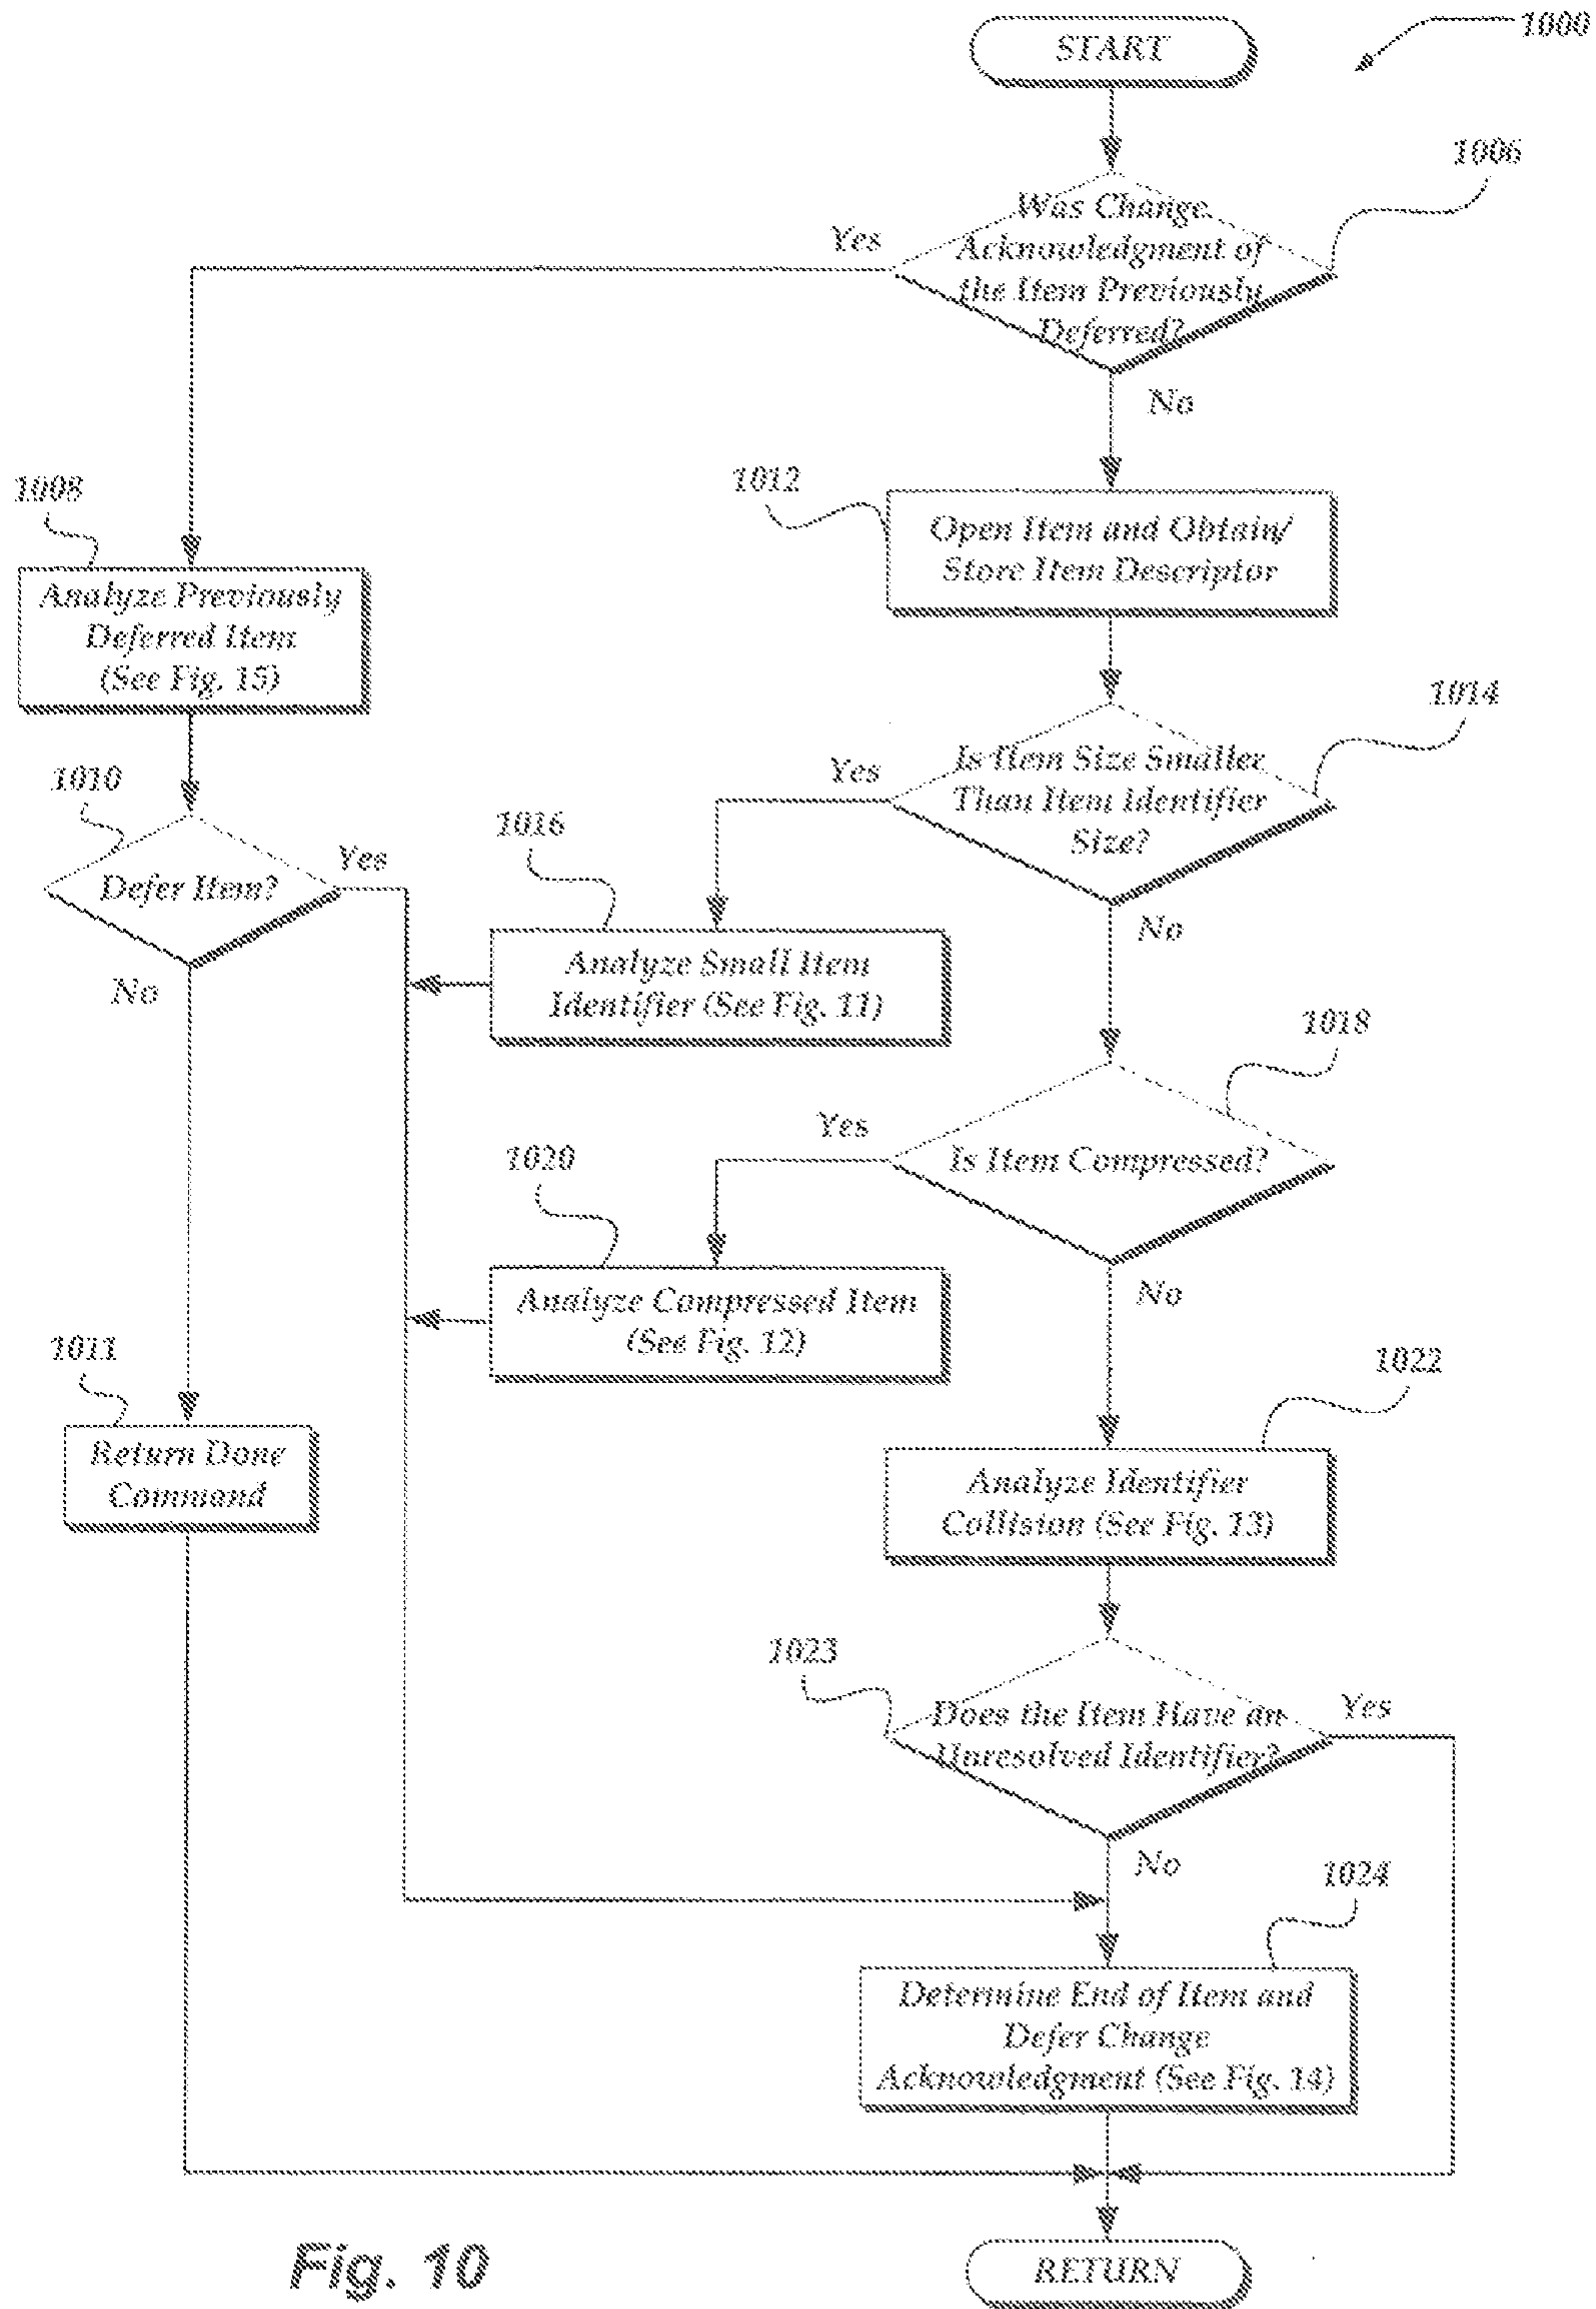 START
1000
1006
Was Change
Acknowledgment of
the Item Previously
Deferred?
Yes
No
1008
Analyze Previously
Deferred Item
(See Fig. 15)
1012
Open Item and Obtain/
Store Item Descriptor
1010
Defer Item?
Yes
No
1014
Is Item Size Smaller
Than Item Identifier
Size?
Yes
No
1016
Analyze Small Item
Identifier (See Fig. 11)
1018
Is Item Compressed?
Yes
No
1020
Analyze Compressed Item
(See Fig. 12)
1011
Return Done
Command
1022
Analyze Identifier
Collision (See Fig. 13)
1023
Does the Item Have an
Unresolved Identifier?
Yes
No
1024
Determine End of Item and
Defer Change
Acknowledgment (See Fig. 14)
RETURN
Fig. 10